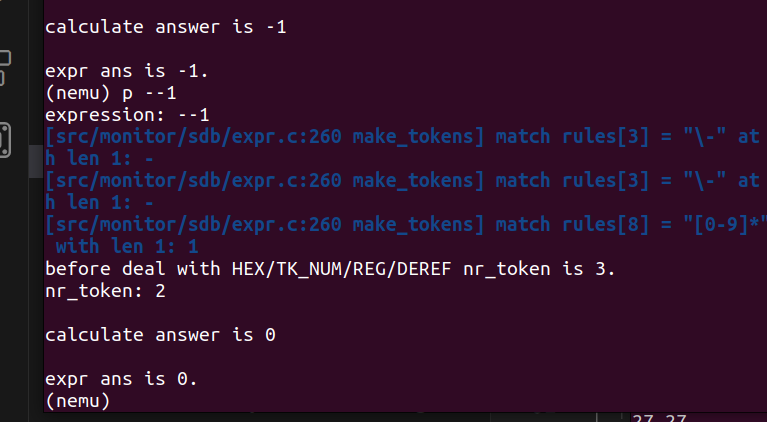 calculate answer is -1
expr ans is -1.
(nemu) p --1
expression: --1
[src/monitor/sdb/expr.c:260 make_tokens] match rules[3] = "\-" at
h len 1: -
[src/monitor/sdb/expr.c:260 make_tokens] match rules[3] = "\-" at
h len 1: -
[src/monitor/sdb/expr.c:260 make_tokens] match rules[8] = "[0-9]*"
with len 1: 1
before deal with HEX/TK_NUM/REG/DEREF nr_token is 3.
nr_token: 2
calculate answer is 0
expr ans is 0.
(nemu)
27 27